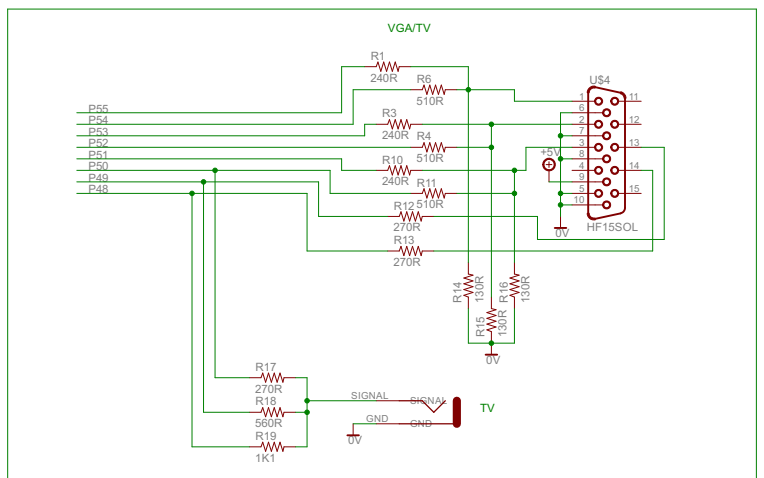 VGA/TV
R1
240R
R6
510R
U$4
P55
P54
P53
P52
P51
P50
P49
P48
R3
240R
R4
510R
R10
240R
R11
510R
R12
270R
R13
270R
1
6
2
7
3
8
4
9
5
10
11
12
13
14
15
+5V
0V
HF15SOL
R14
130R
R15
130R
R16
130R
0V
R17
270R
R18
560R
R19
1K1
SIGNAL
SIGNAL
GND
GND
0V
TV